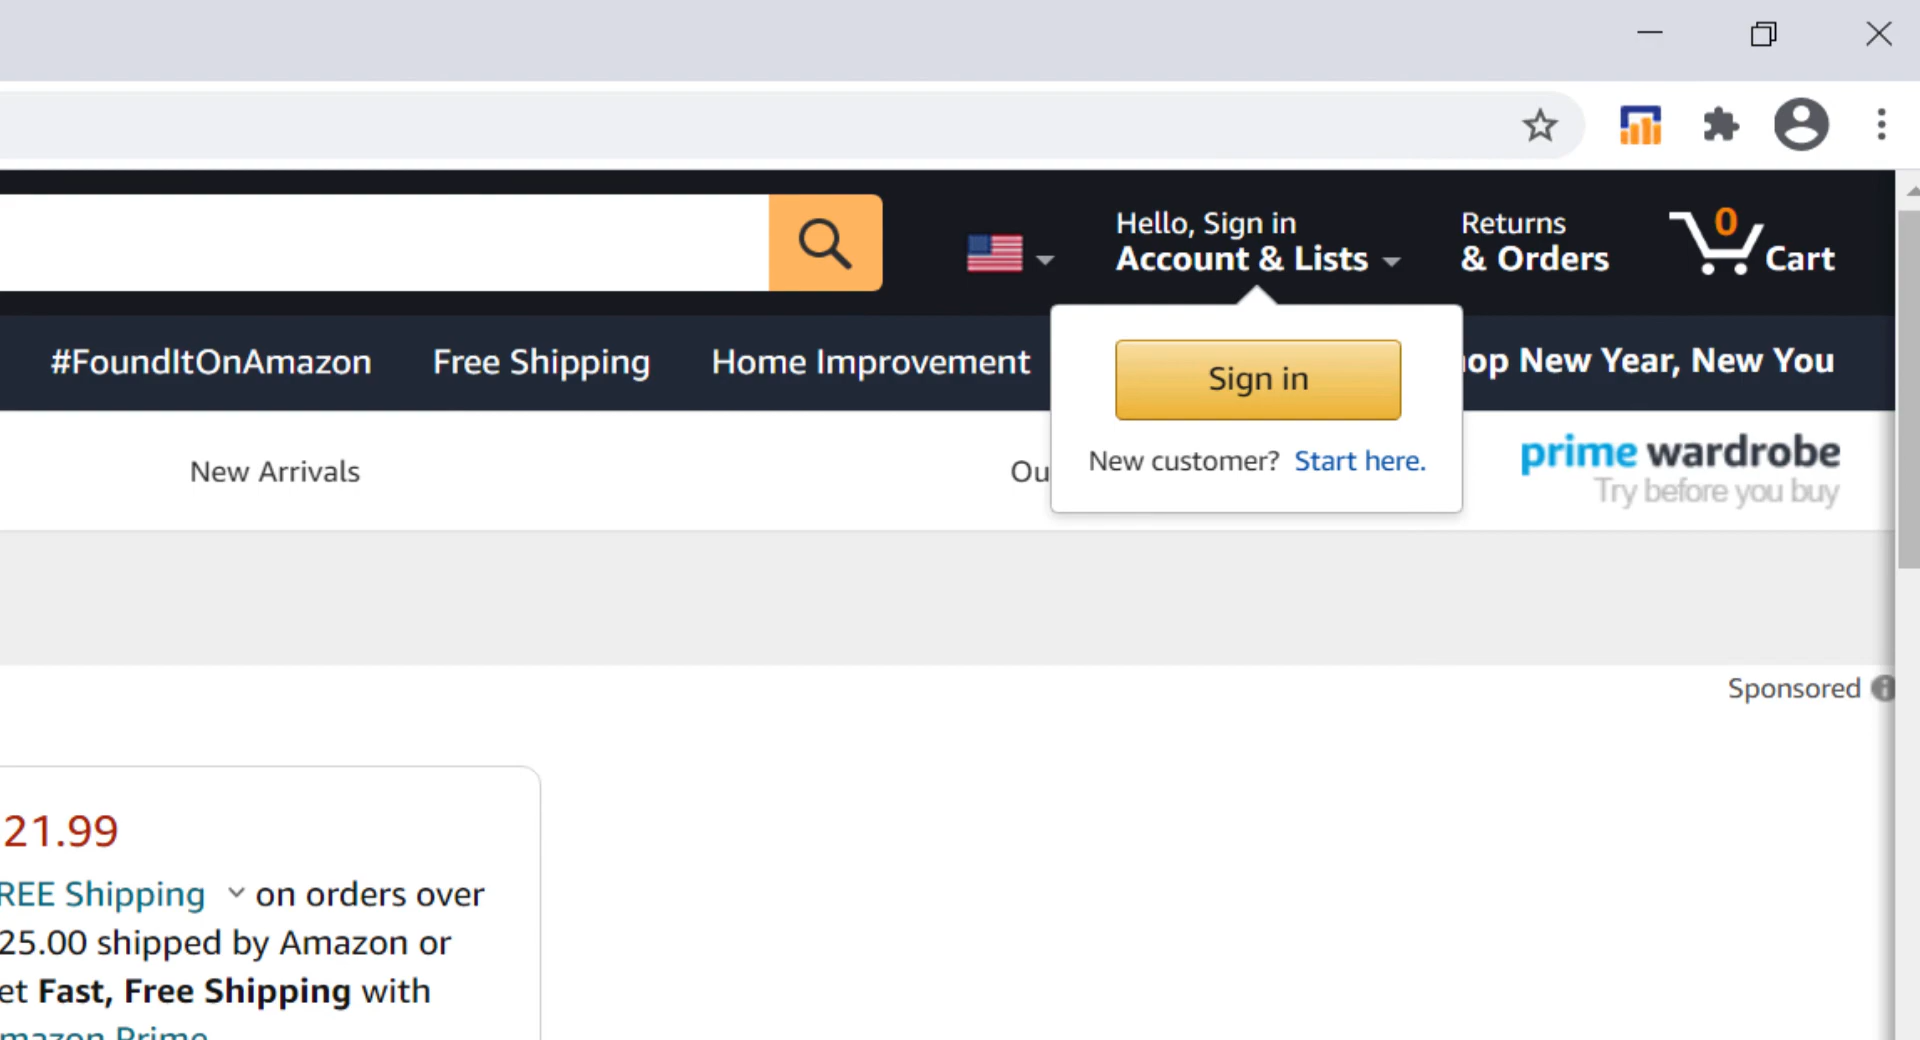 Hello, Sign in
Account & Lists
Returns
& Orders
0
Cart
#FoundItOnAmazon
Free Shipping
Home Improvement
op New Year, New You
Sign in
New customer? Start here.
New Arrivals
Ou
prime wardrobe
Try before you buy
Sponsored
21.99
REE Shipping on orders over
25.00 shipped by Amazon or
et Fast, Free Shipping with
mazon Prime